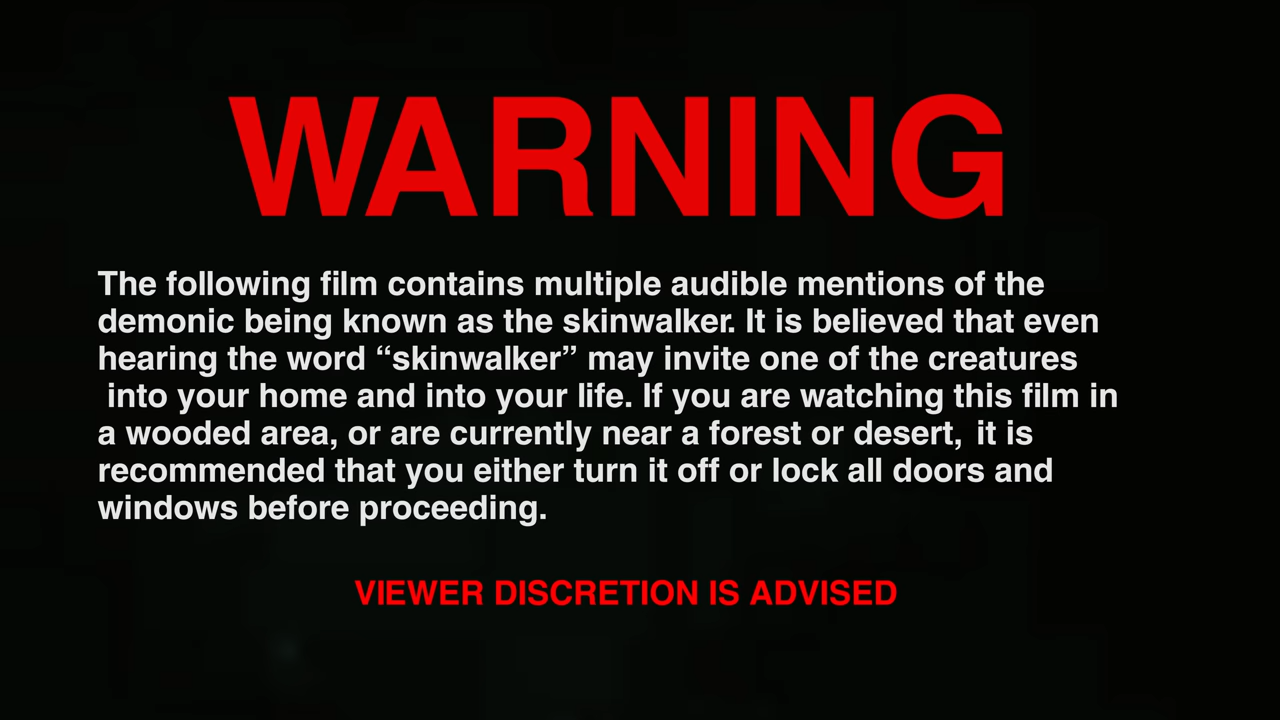 WARNING
The following film contains multiple audible mentions of the
demonic being known as the skinwalker. It is believed that even
hearing the word “skinwalker” may invite one of the creatures
into your home and into your life. If you are watching this film in
a wooded area, or are currently near a forest or desert, it is
recommended that you either turn it off or lock all doors and
windows before proceeding.
VIEWER DISCRETION IS ADVISED